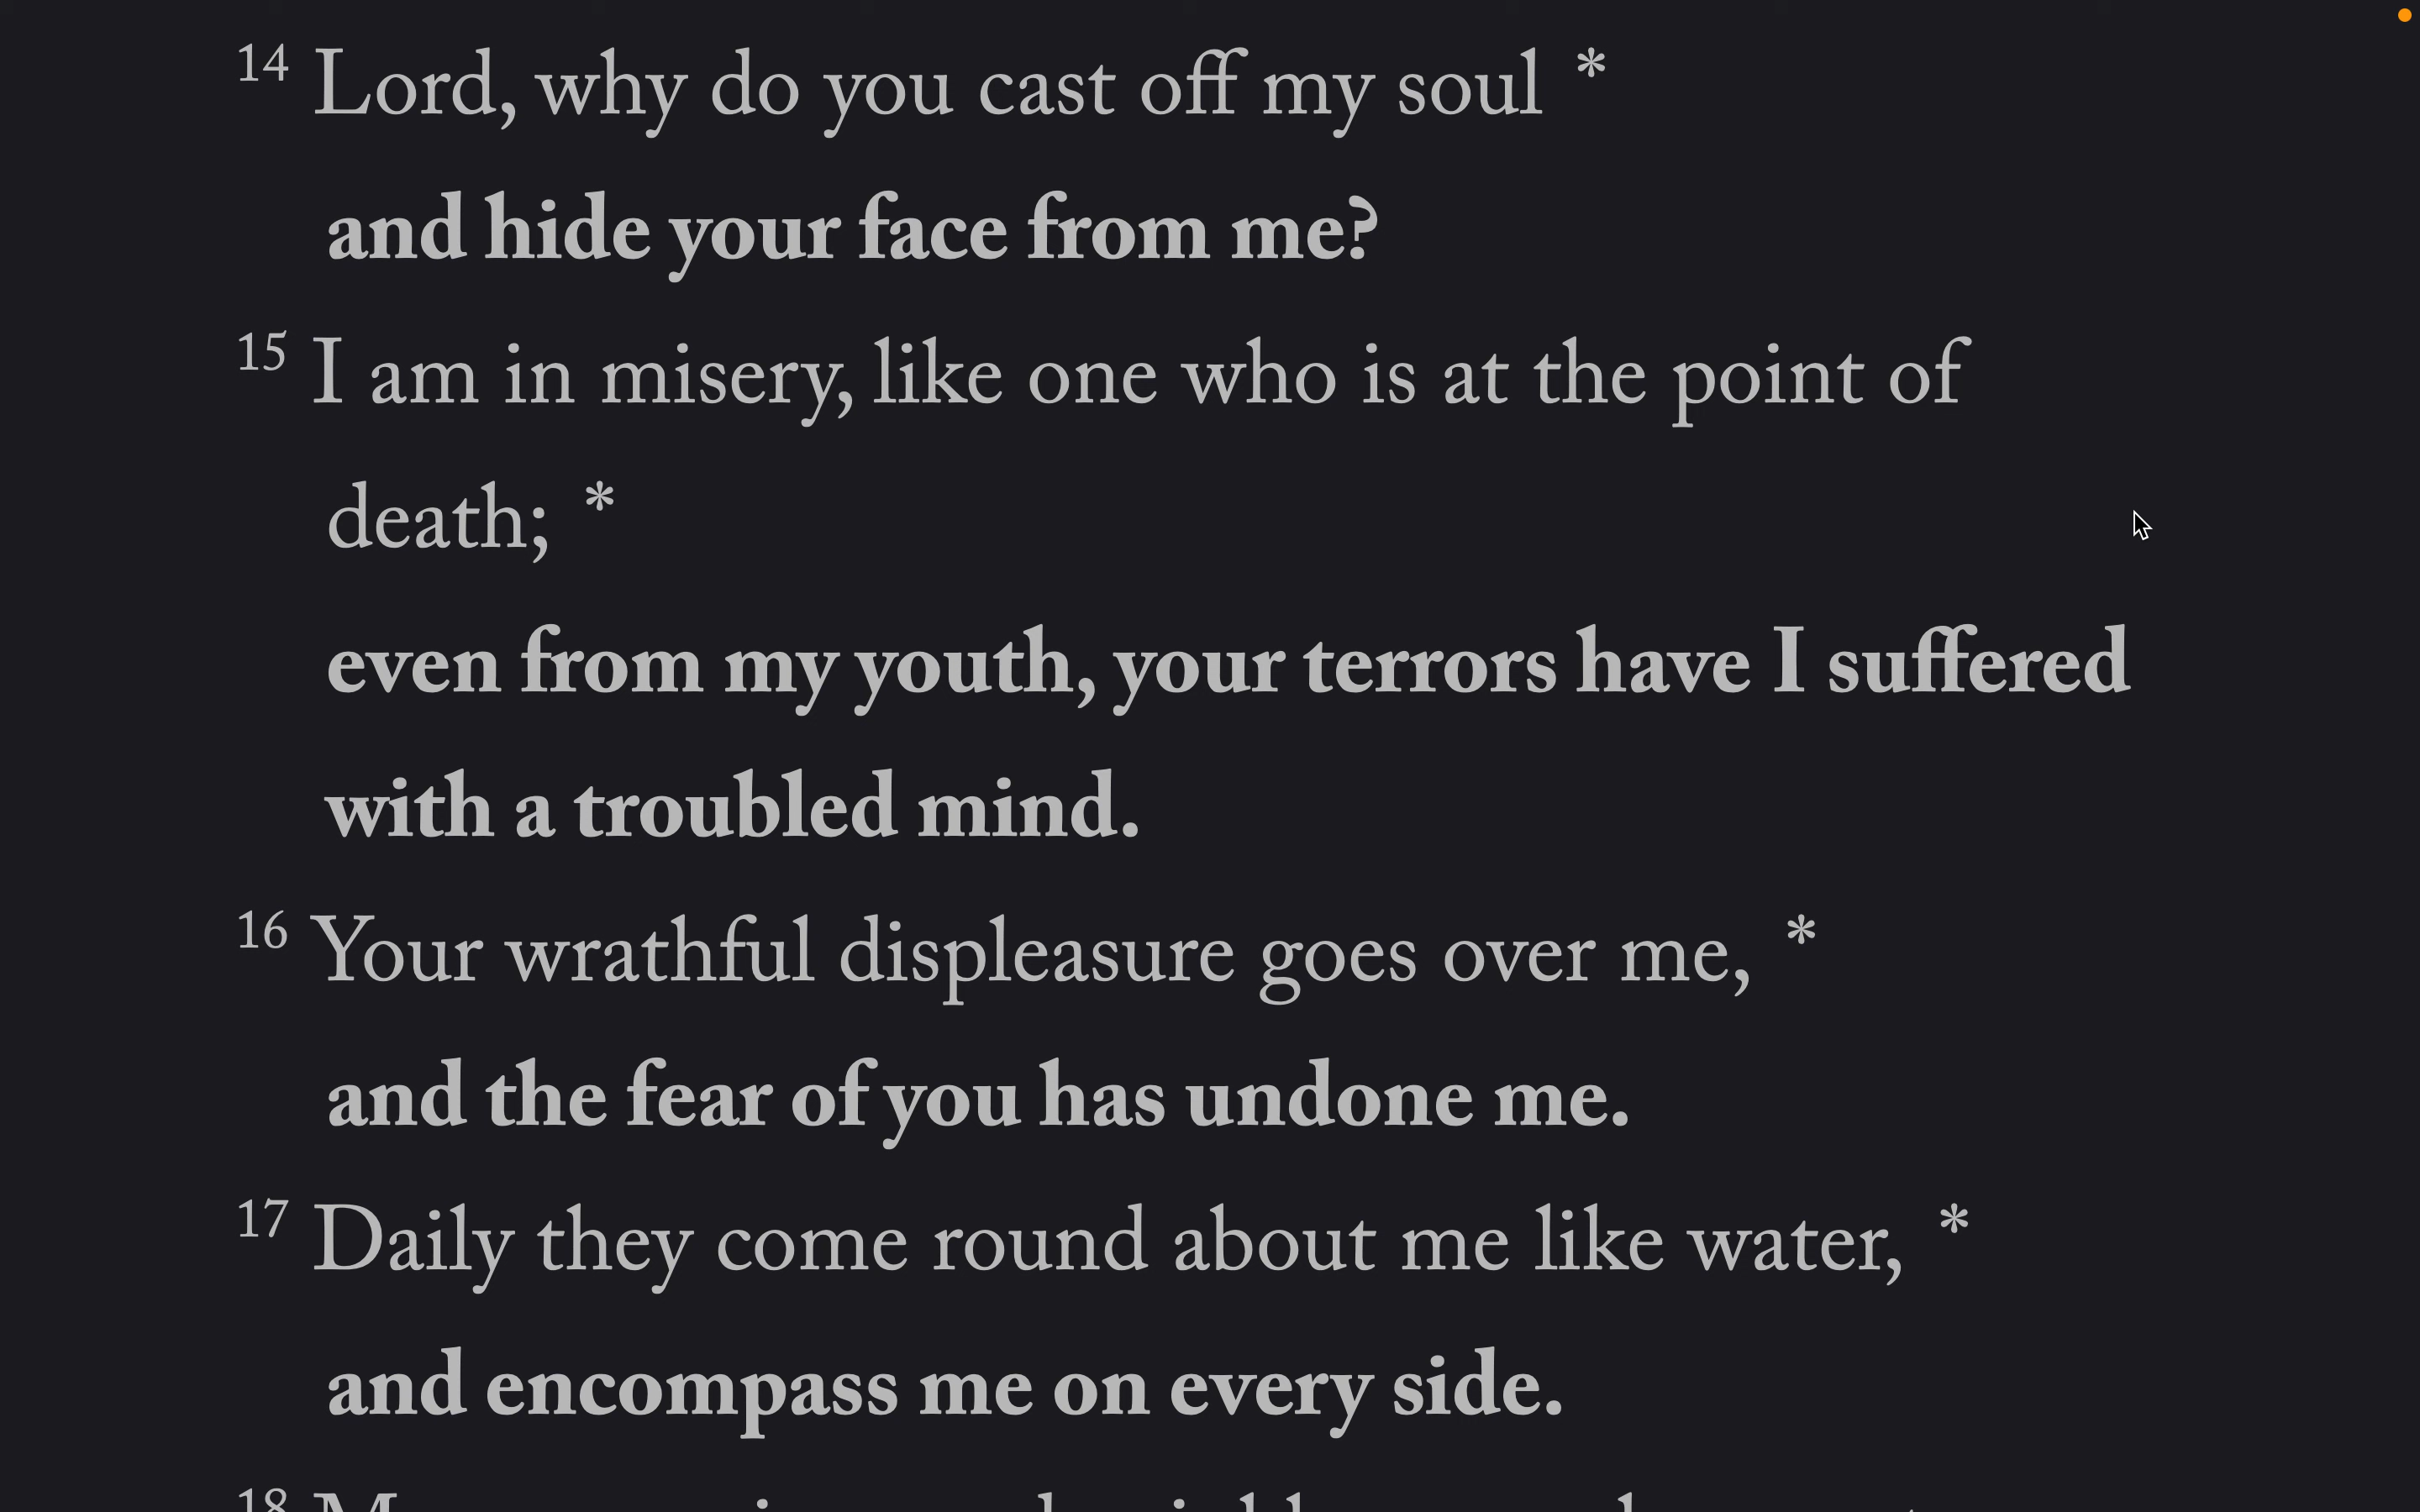 14 Lord, why do you cast off my soul *
and hide your face from me?
15 I am in misery, like one who is at the point of
death; *
even from my youth, your terrors have I suffered
with a troubled mind.
16 Your wrathful displeasure goes over me, *
and the fear of you has undone me.
17 Daily they come round about me like water, *
and encompass me on every side.
18